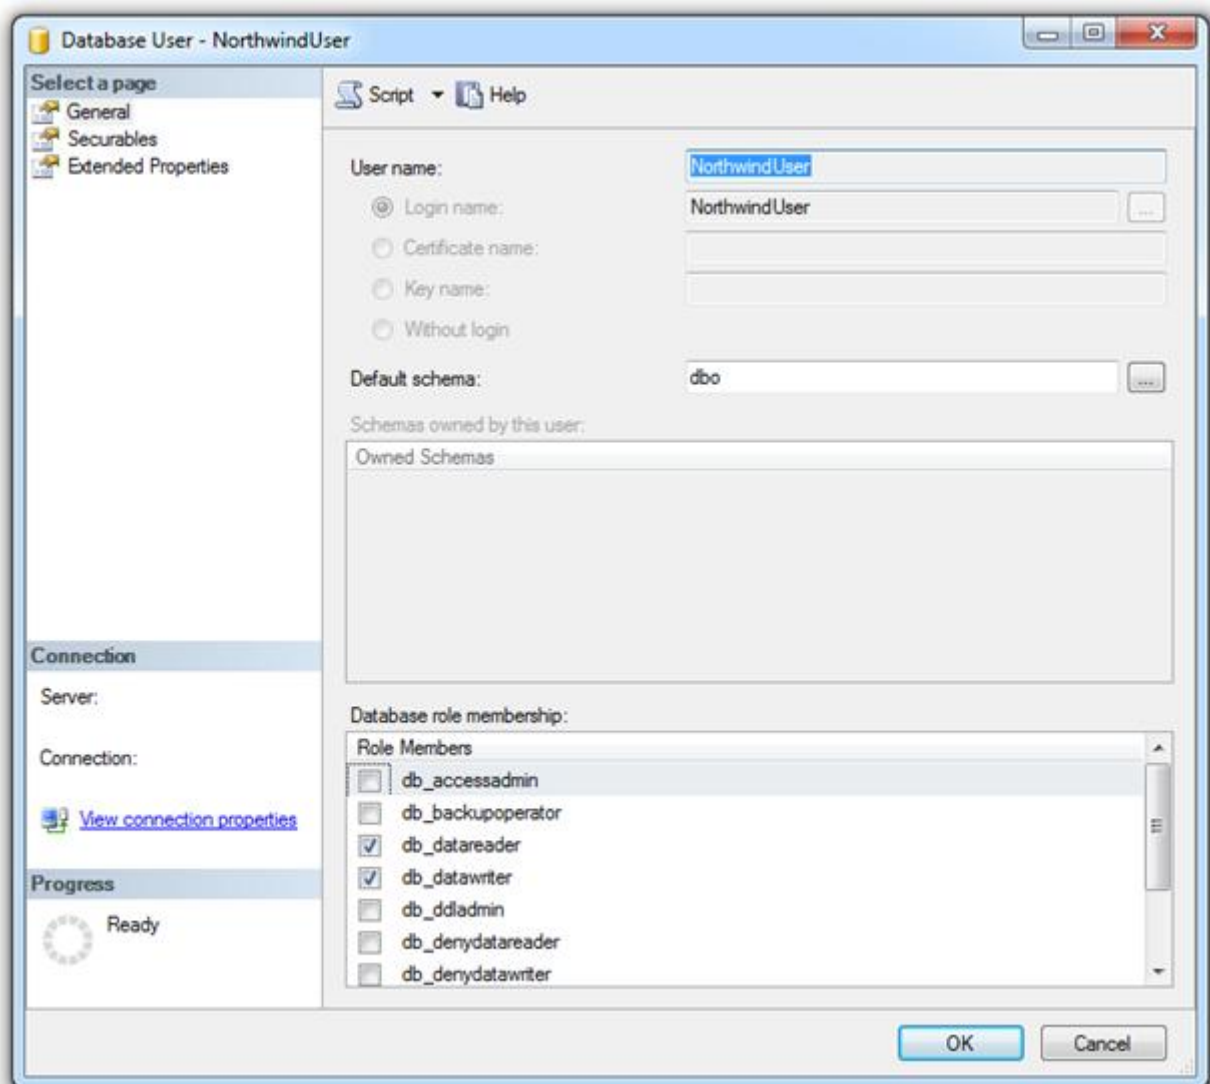 Database User - NorthwindUser
Select a page
General
Securables
Extended Properties
Script
Help
User name:
NorthwindUser
Login name:
NorthwindUser
...
Certificate name:
Key name:
Without login
Default schema:
dbo
...
Schemas owned by this user:
Owned Schemas
Connection
Server:
Connection:
View connection properties
Progress
Ready
Database role membership:
Role Members
db_accessadmin
db_backupoperator
db_datareader
db_datawriter
db_ddladmin
db_denydatareader
db_denydatawriter
OK
Cancel